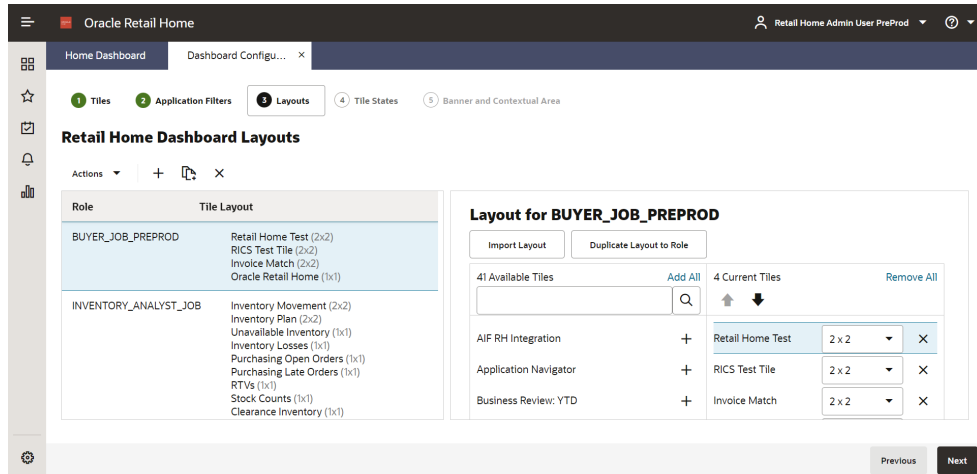 Oracle Retail Home
Retail Home Admin User PreProd
Home Dashboard
Dashboard Configu... ×
1 Tiles
2 Application Filters
3 Layouts
4 Tile States
5 Banner and Contextual Area
Retail Home Dashboard Layouts
Actions
Role Tile Layout
BUYER_JOB_PREPROD
Retail Home Test (2x2)
RICS Test Tile (2x2)
Invoice Match (2x2)
Oracle Retail Home (1x1)
INVENTORY_ANALYST_JOB
Inventory Movement (2x2)
Inventory Plan (2x2)
Unavailable Inventory (1x1)
Inventory Losses (1x1)
Purchasing Open Orders (1x1)
Purchasing Late Orders (1x1)
RTVs (1x1)
Stock Counts (1x1)
Clearance Inventory (1x1)
Layout for BUYER_JOB_PREPROD
Import Layout
Duplicate Layout to Role
41 Available Tiles Add All
AIF RH Integration
Application Navigator
Business Review: YTD
4 Current Tiles Remove All
Retail Home Test 2 x 2
RICS Test Tile 2 x 2
Invoice Match 2 x 2
Previous
Next